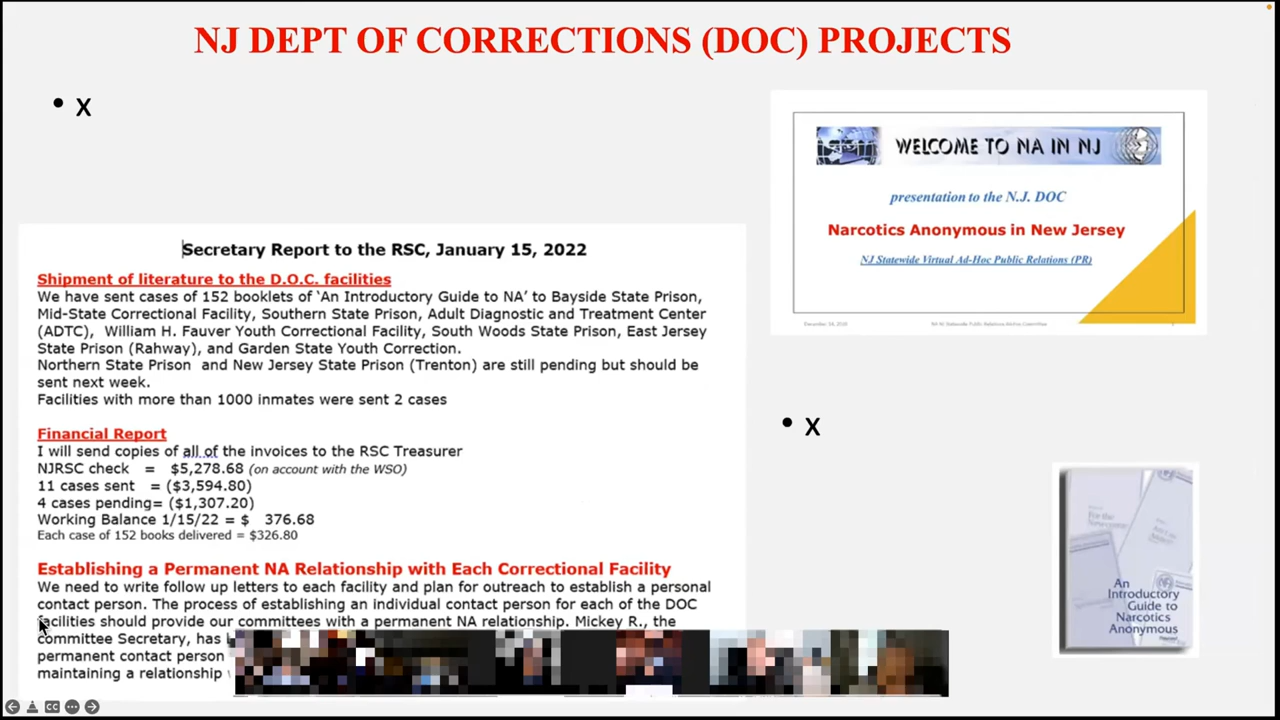 NJ DEPT OF CORRECTIONS (DOC) PROJECTS
• x
WELCOME TO NA IN NJ
presentation to the N.J. DOC
Narcotics Anonymous in New Jersey
NJ Statewide Virtual Ad-Hoc Public Relations (PR)
Secretary Report to the RSC, January 15, 2022
Shipment of literature to the D.O.C. facilities
We have sent cases of 152 booklets of ‘An Introductory Guide to NA’ to Bayside State Prison,
Mid-State Correctional Facility, Southern State Prison, Adult Diagnostic and Treatment Center
(ADTC), William H. Fauver Youth Correctional Facility, South Woods State Prison, East Jersey
State Prison (Rahway), and Garden State Youth Correction.
Northern State Prison and New Jersey State Prison (Trenton) are still pending but should be
sent next week.
Facilities with more than 1000 inmates were sent 2 cases
Financial Report
I will send copies of all of the invoices to the RSC Treasurer
NJRSC check = $5,278.68 (on account with the WSO)
11 cases sent = ($3,594.80)
4 cases pending= ($1,307.20)
Working Balance 1/15/22 = $ 376.68
Each case of 152 books delivered = $326.80
Establishing a Permanent NA Relationship with Each Correctional Facility
We need to write follow up letters to each facility and plan for outreach to establish a personal
contact person. The process of establishing an individual contact person for each of the DOC
facilities should provide our committees with a permanent NA relationship. Mickey R., the
committee Secretary, has
permanent contact person
maintaining a relationship
• x
An
Introductory
Guide to
Narcotics
Anonymous
CC